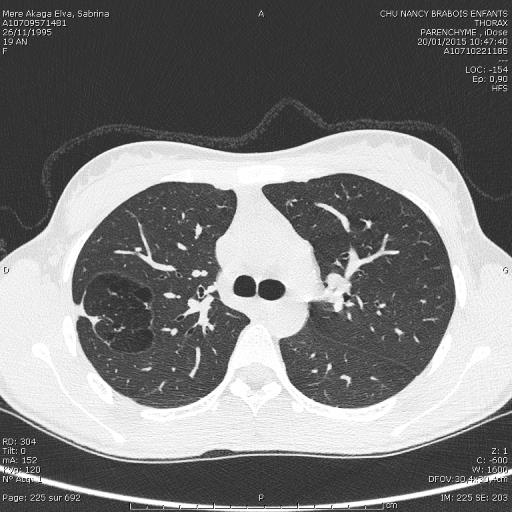 Mere Akaga Elva, Sabrina
A10709571481
26/11/1995
19 AN
F
A
CHU NANCY BRABOIS ENFANTS
THORAX
PARENCHYME , iDose
20/01/2015 10:47:40
A10710221185
---
LOC: -154
Ep: 0,90
HFS
D
G
RD: 304
Tilt: 0
mA: 152
KVp: 120
Page: 225 sur 692
P
cm
Z: 1
C: -600
W: 1600
IM: 225 SE: 203